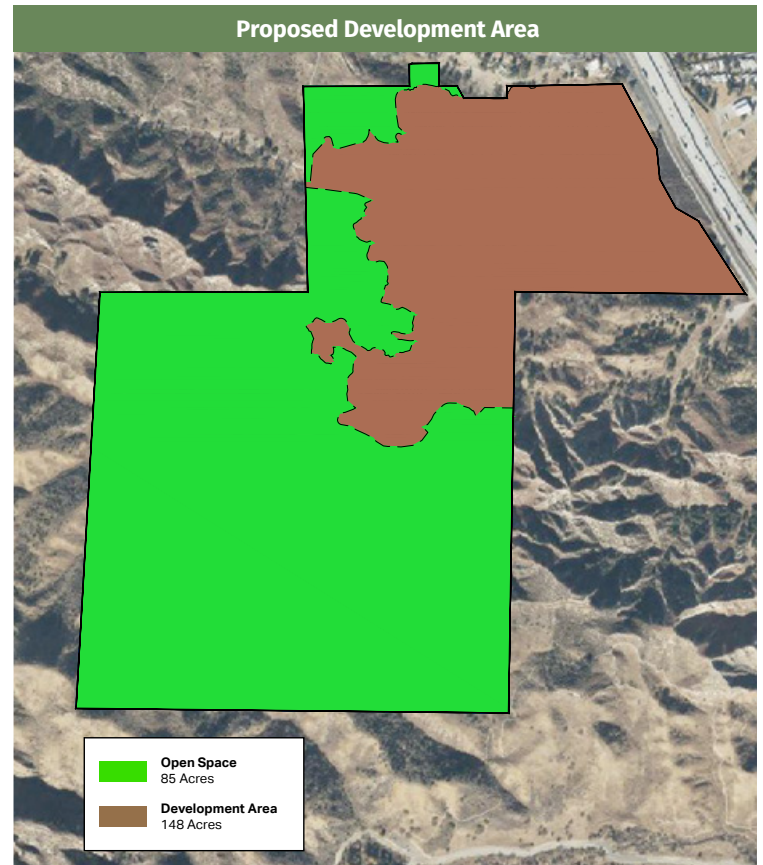 Proposed Development Area
Open Space
85 Acres
Development Area
148 Acres